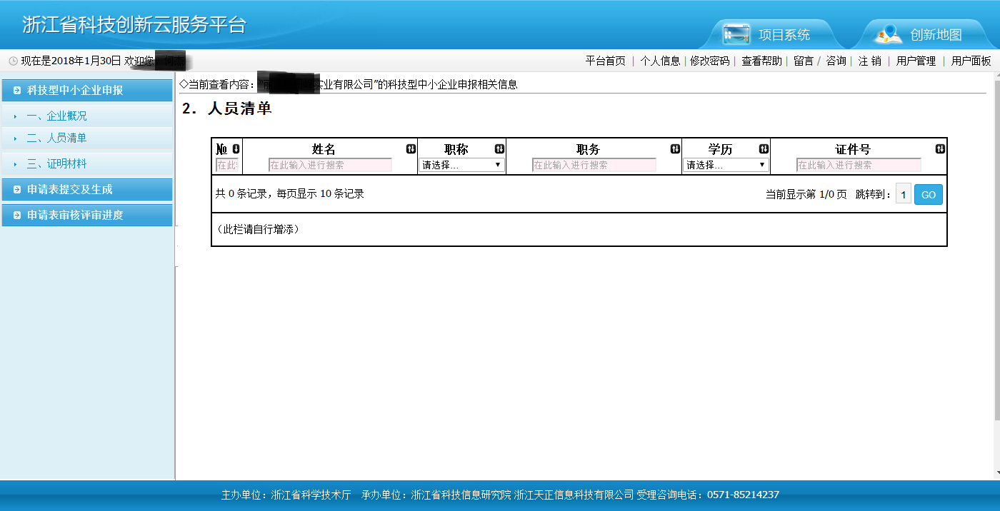 浙江省科技创新云服务平台
项目系统
创新地图
现在是2018年1月30日 欢迎您
平台首页 | 个人信息 | 修改密码 | 查看帮助 | 留言 / 咨询 | 注 销 | 用户管理 | 用户面板
科技型中小企业申报
一、企业概况
二、人员清单
三、证明材料
申请表提交及生成
申请表审核评审进度
◇当前查看内容：实业有限公司”的科技型中小企业申报相关信息
2. 人员清单
№ 姓名 职称 职务 学历 证件号
在此 在此输入进行搜索 请选择... 在此输入进行搜索 请选择... 在此输入进行搜索
共 0 条记录，每页显示 10 条记录 当前显示第 1/0 页 跳转到： 1 GO
（此栏请自行增添）
主办单位：浙江省科学技术厅 承办单位：浙江省科技信息研究院 浙江天正信息科技有限公司 受理咨询电话：0571-85214237